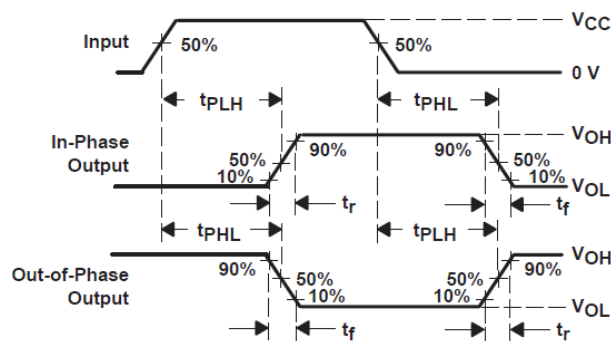 VCC
Input
50%
50%
0 V
tPLH
tPHL
In-Phase
Output
VOH
90%
90%
50%
50%
10%
10%
VOL
tr
tf
tPHL
tPLH
Out-of-Phase
Output
VOH
90%
90%
50%
50%
10%
10%
VOL
tf
tr